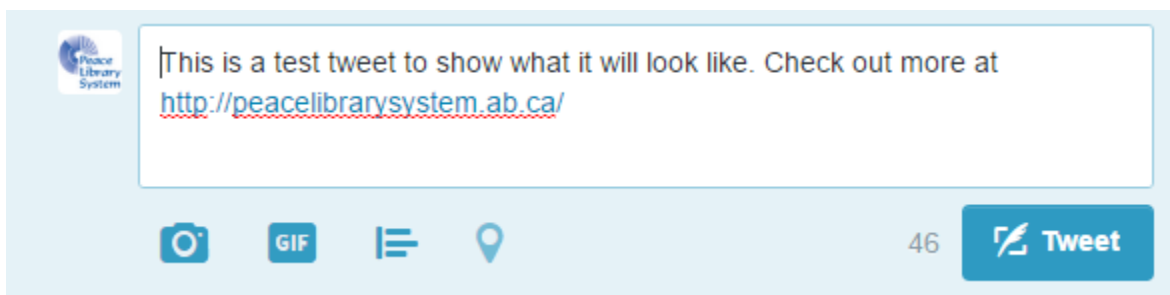 Peace
Library
System
This is a test tweet to show what it will look like. Check out more at
http://peacelibrarysystem.ab.ca/
GIF
46
Tweet